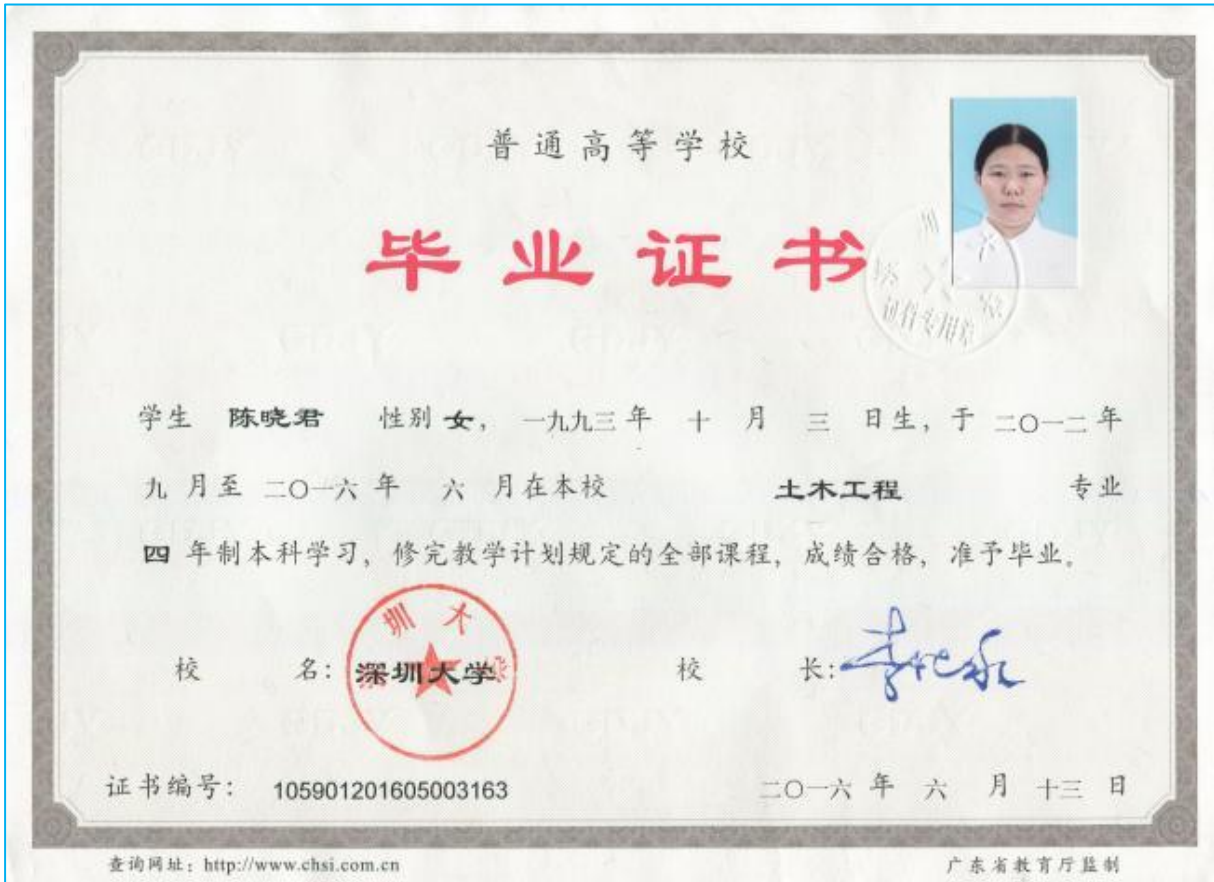 普通高等学校
毕业证书
学生 陈晓君 性别 女， 一九九三 年 十 月 三 日生，于 二〇一二 年
九 月至 二〇一六 年 六 月在本校 土木工程 专业
四 年制本科学习，修完教学计划规定的全部课程，成绩合格，准予毕业。
校 名：深圳大学 校 长：
证书编号： 105901201605003163 二〇一六 年 六 月 十三 日
查询网址：http://www.chsi.com.cn 广东省教育厅监制